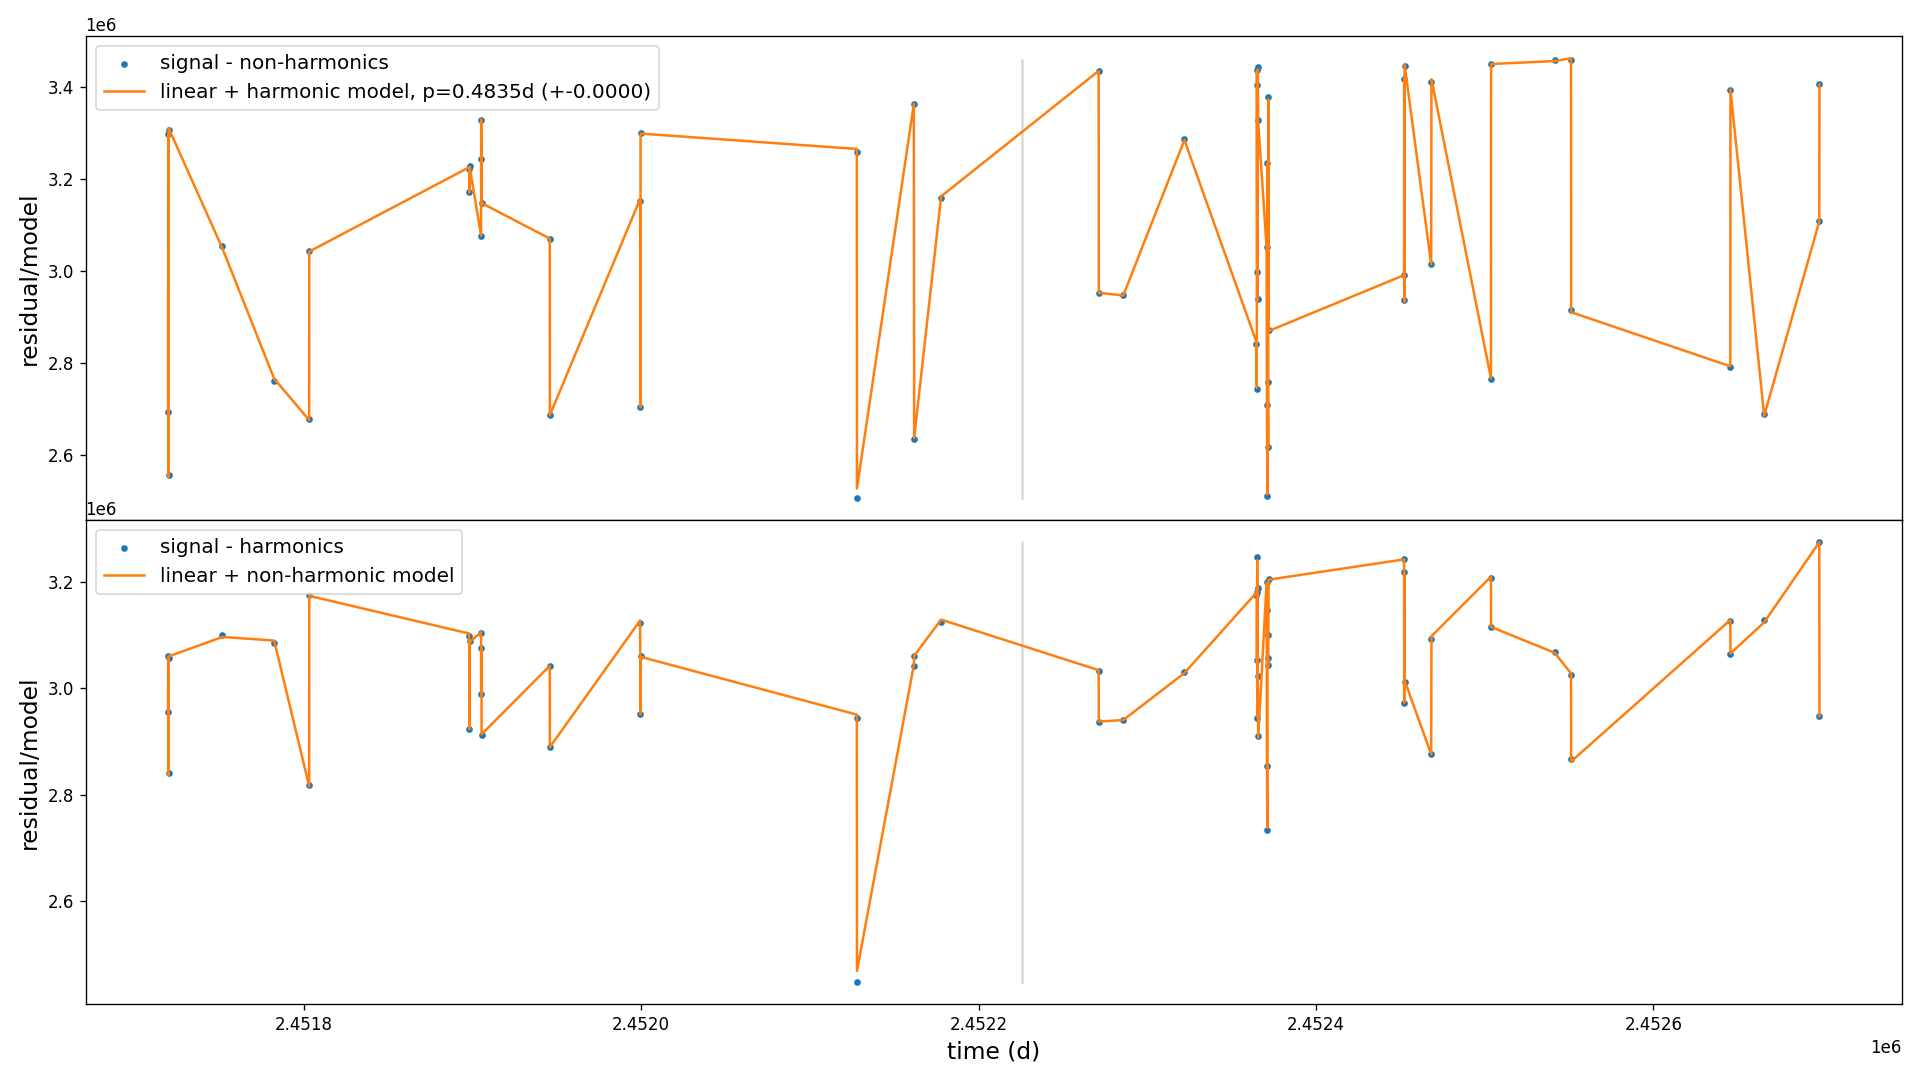 1e6
signal - non-harmonics
linear + harmonic model, p=0.4835d (+-0.0000)
3.4
3.2
3.0
2.8
2.6
residual/model
1e6
signal - harmonics
linear + non-harmonic model
3.2
3.0
2.8
2.6
residual/model
2.4518
2.4520
2.4522
2.4524
2.4526
time (d)
1e6